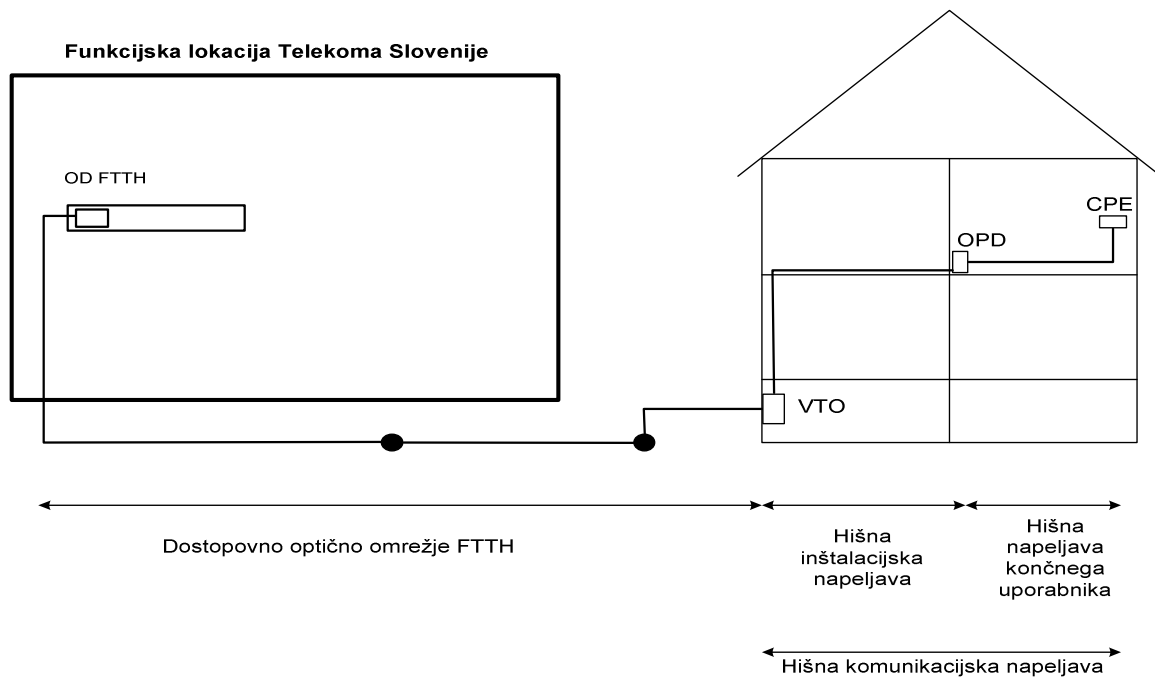 Funkcijska lokacija Telekoma Slovenije
OD FTTH
CPE
OPD
VTO
Dostopovno optično omrežje FTTH
Hišna
inštalacijska
napeljava
Hišna
napeljava
končnega
uporabnika
Hišna komunikacijska napeljava